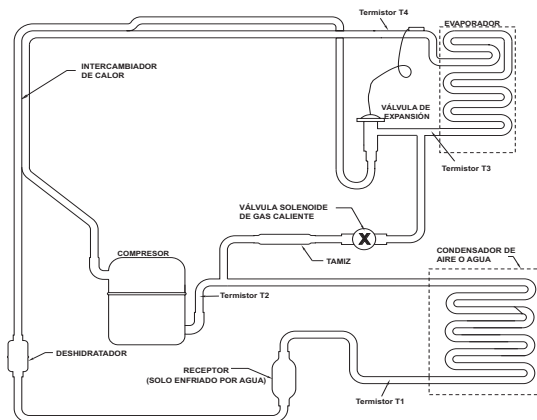 Termistor T4
EVAPORADOR
INTERCAMBIADOR
DE CALOR
VÁLVULA DE
EXPANSIÓN
Termistor T3
VÁLVULA SOLENOIDE
DE GAS CALIENTE
X
COMPRESOR
TAMIZ
CONDENSADOR DE
AIRE O AGUA
Termistor T2
DESHIDRATADOR
RECEPTOR
(SOLO ENFRIADO POR AGUA)
Termistor T1